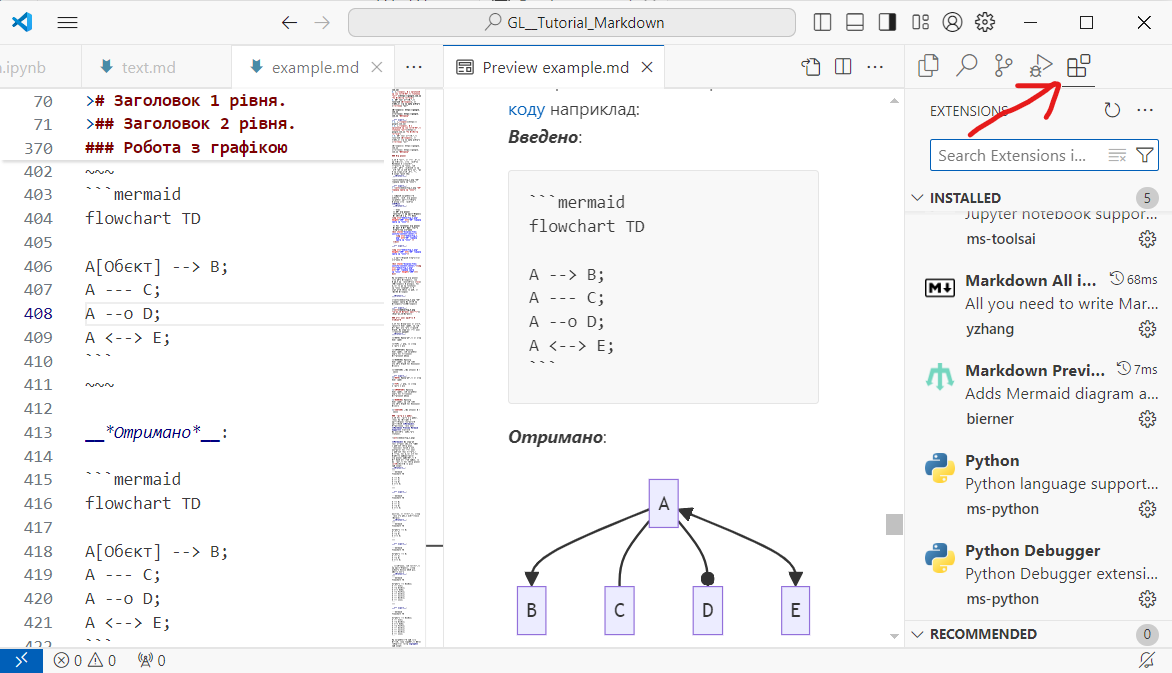 GL__Tutorial_Markdown
.ipynb
text.md
example.md
Preview example.md
70 ># Заголовок 1 рівня.
71 >## Заголовок 2 рівня.
370 ### Робота з графікою
402 ~~~
403 ```mermaid
404 flowchart TD
405
406 A[Обєкт] --> B;
407 A --- C;
408 A --o D;
409 A <--> E;
410 ```
411 ~~~
412
413 __*Отримано*__:
414
415 ```mermaid
416 flowchart TD
417
418 A[Обєкт] --> B;
419 A --- C;
420 A --o D;
421 A <--> E;
422 ```
коду наприклад:
Введено:
```mermaid
flowchart TD
A --> B;
A --- C;
A --o D;
A <--> E;
```
Отримано:
A
B C D E
EXTENSIONS
Search Extensions i...
INSTALLED 5
Jupyter notebook suppor...
ms-toolsai
Markdown All i... 68ms
All you need to write Mar...
yzhang
Markdown Previ... 7ms
Adds Mermaid diagram a...
bierner
Python
Python language support...
ms-python
Python Debugger
Python Debugger extensi...
ms-python
RECOMMENDED 0
0 0 0